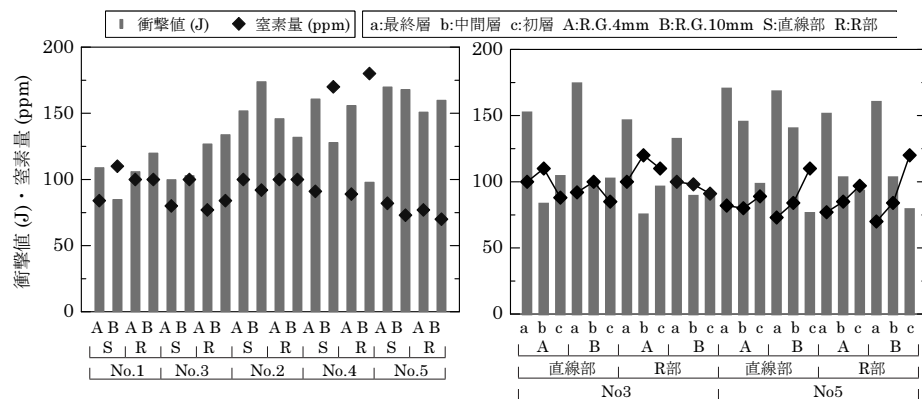 衝撃値 (J) 窒素量 (ppm) a:最終層 b:中間層 c:初層 A:R.G.4mm B:R.G.10mm S:直線部 R:R部
衝撃値 (J)・窒素量 (ppm)
200
150
100
50
0
A B A B A B A B A B A B A B A B A B A B
S R S R S R S R S R
No.1 No.3 No.2 No.4 No.5
200
150
100
50
0
a b c a b c a b c a b c a b c a b c a b c a b c
A B A B A B A B
直線部 R部 直線部 R部
No3 No5